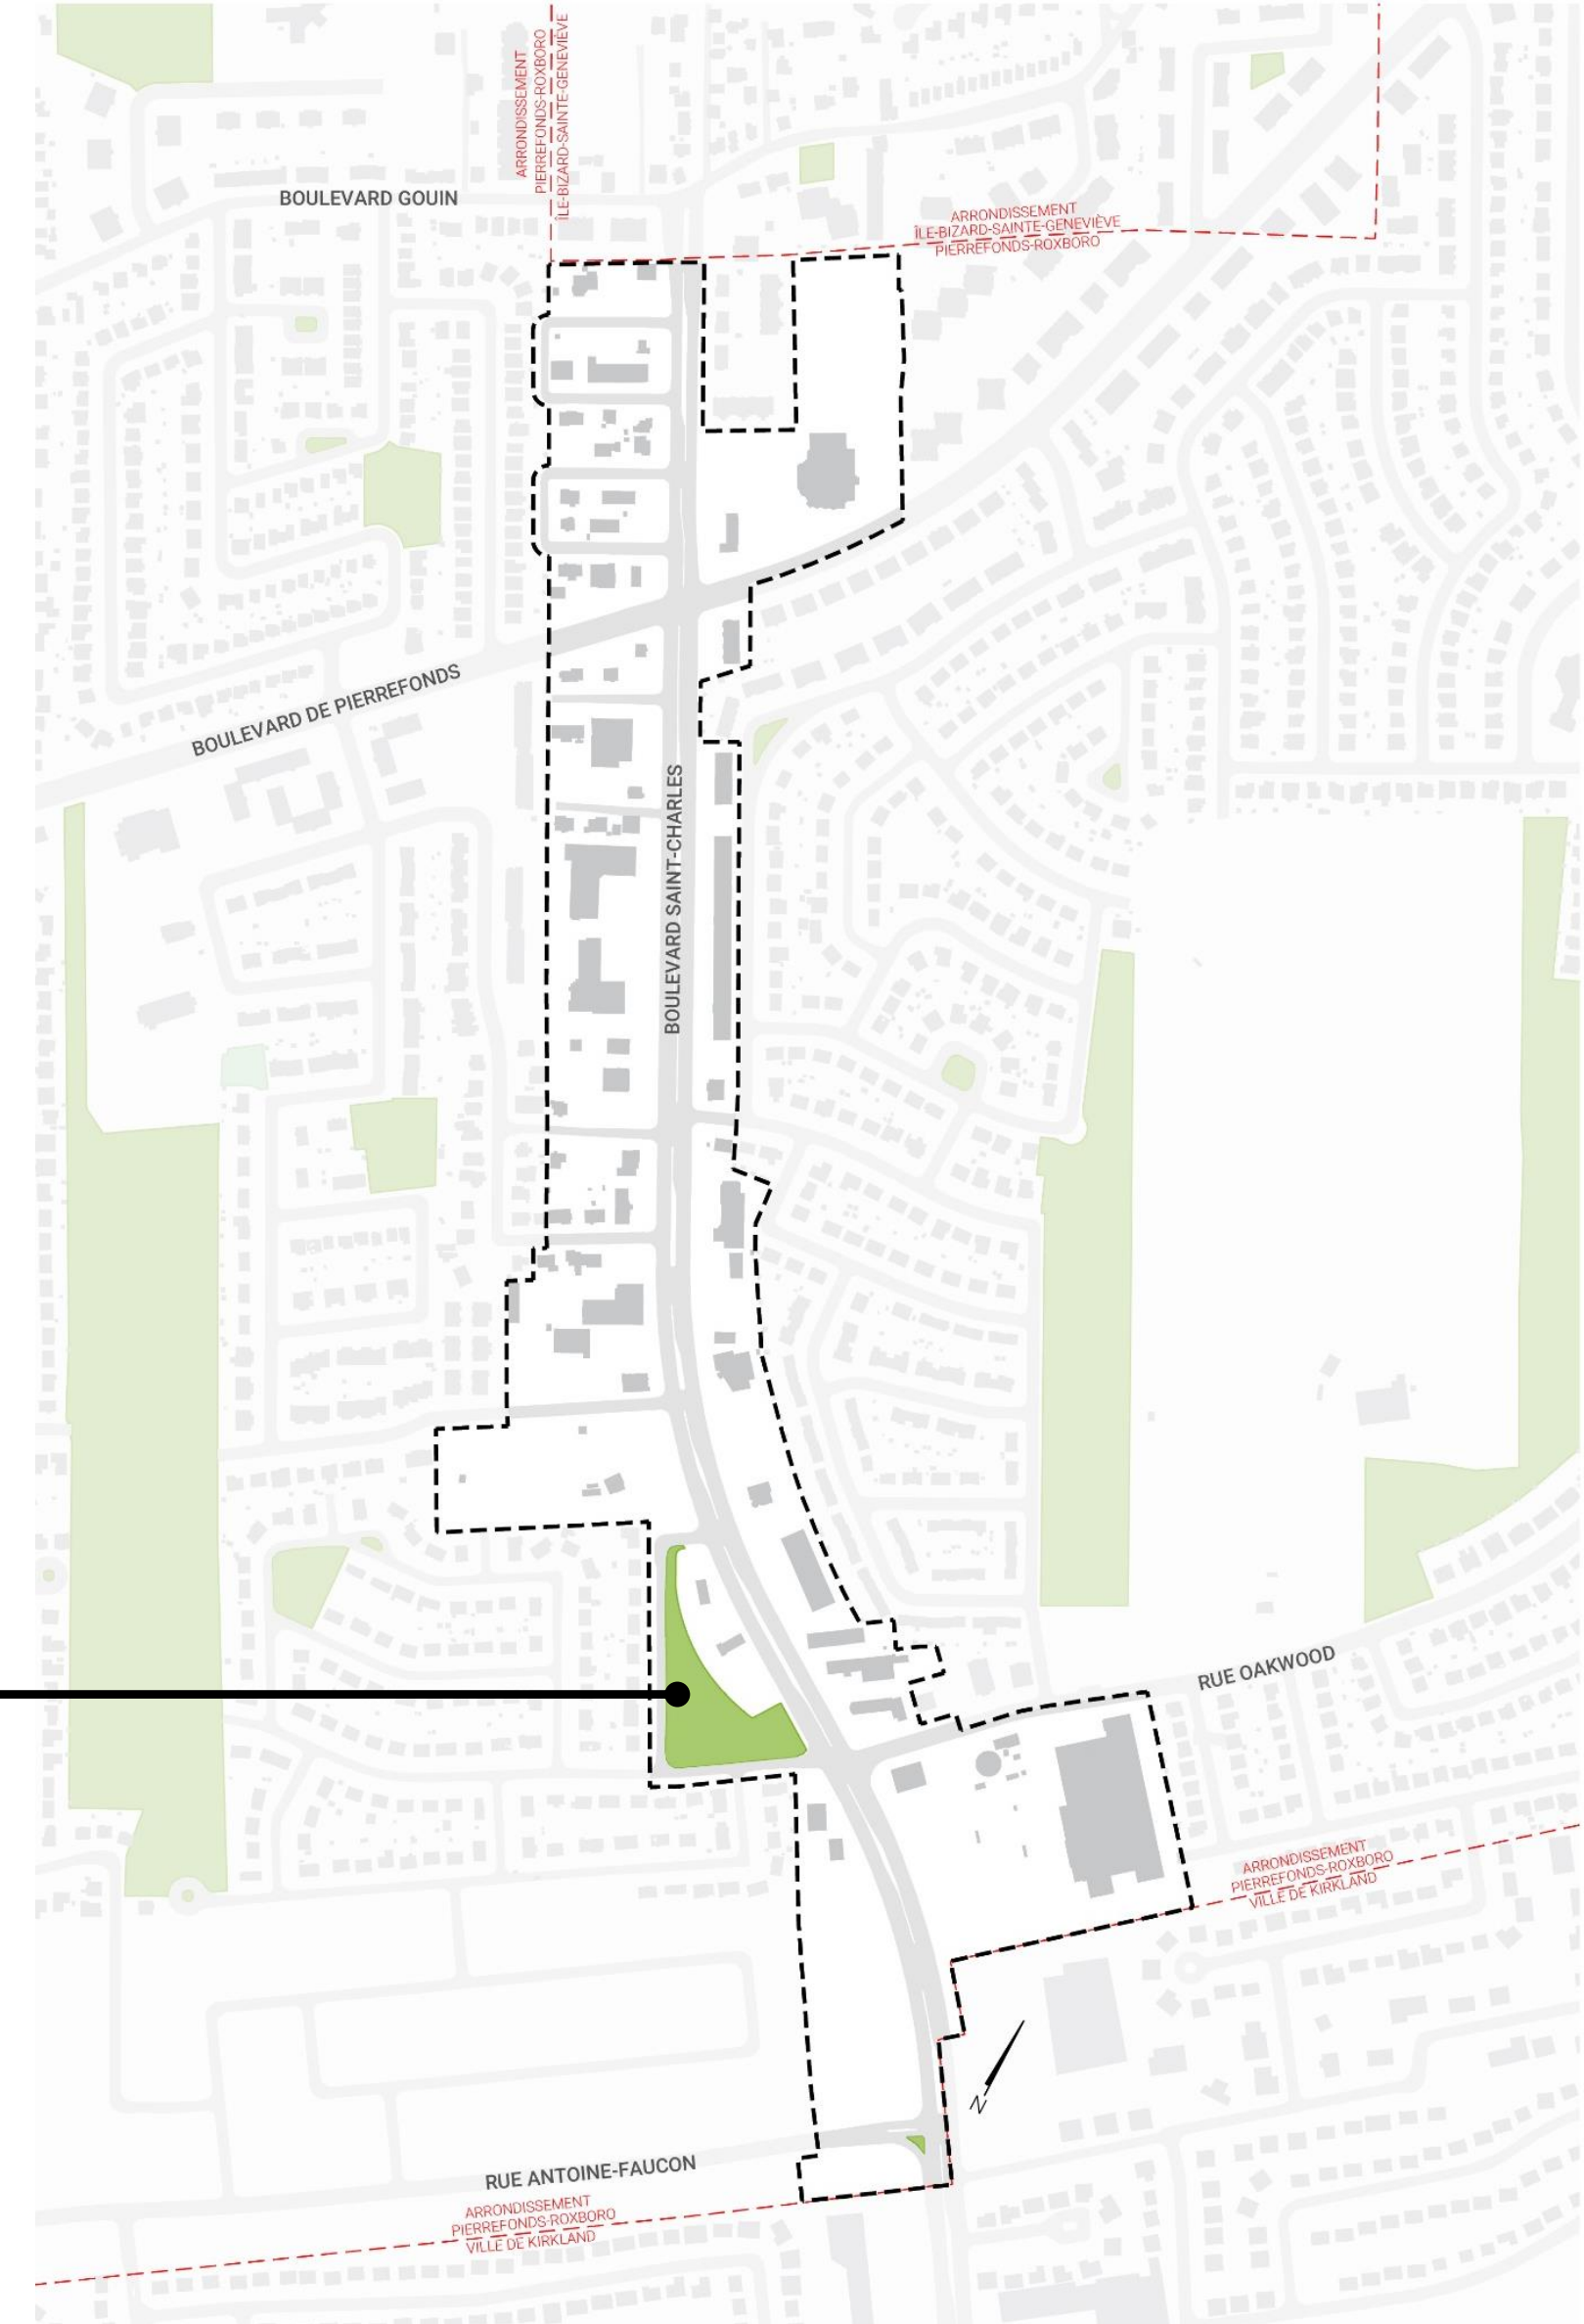 ARRONDISSEMENT
PIERREFONDS-ROXBORO
ÎLE-BIZARD-SAINTE-GENEVIÈVE
BOULEVARD GOUIN
ARRONDISSEMENT
ÎLE-BIZARD-SAINTE-GENEVIÈVE
PIERREFONDS-ROXBORO
BOULEVARD DE PIERREFONDS
BOULEVARD SAINT-CHARLES
RUE OAKWOOD
ARRONDISSEMENT
PIERREFONDS-ROXBORO
VILLE DE KIRKLAND
N
RUE ANTOINE-FAUCON
ARRONDISSEMENT
PIERREFONDS-ROXBORO
VILLE DE KIRKLAND